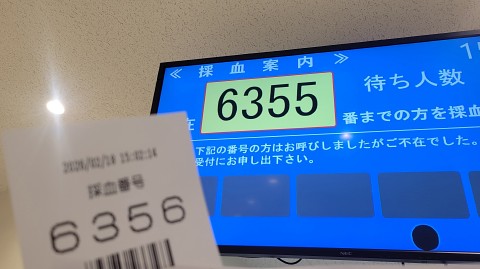 ≪ 採血案内 ≫
待ち人数
在 6355 番までの方を採血
下記の番号の方はお呼びしましたがご不在でした。
受付にお申し出下さい。
採血番号
6356